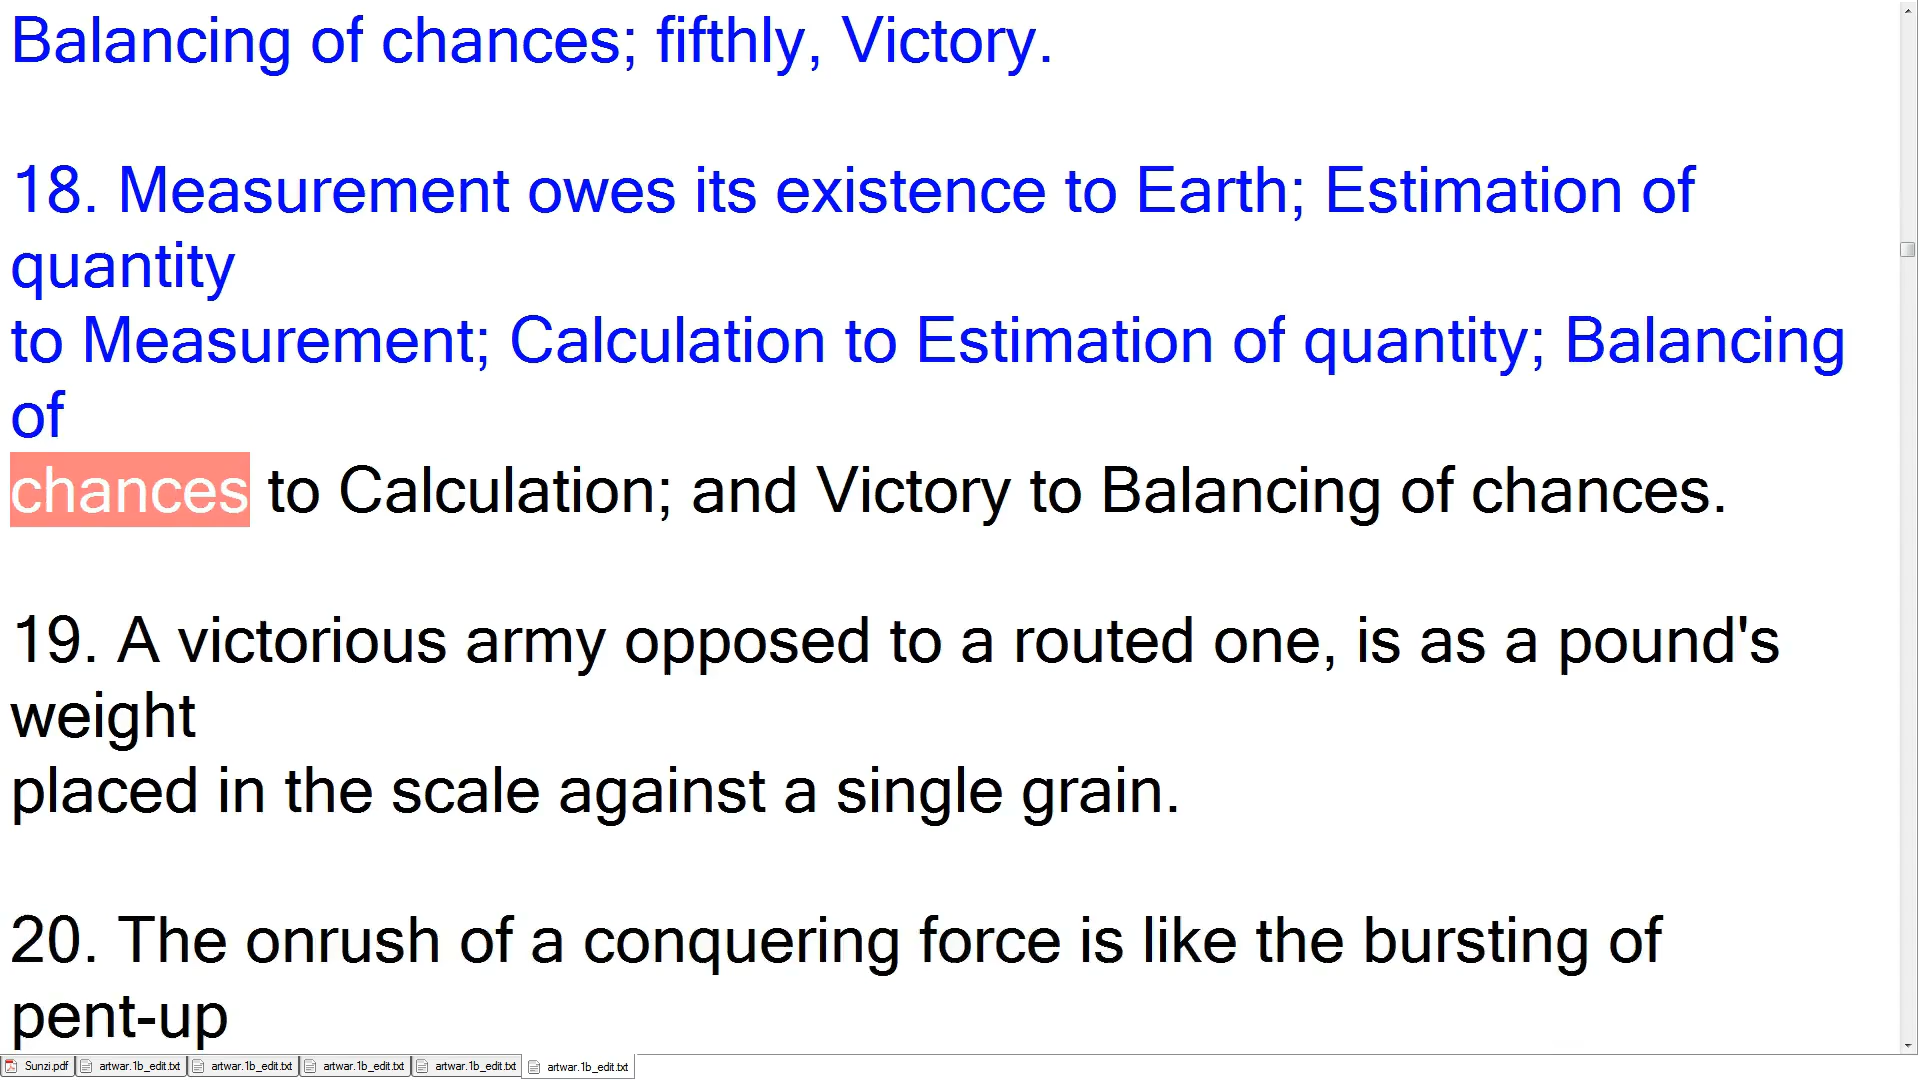 Balancing of chances; fifthly, Victory.
18. Measurement owes its existence to Earth; Estimation of
quantity
to Measurement; Calculation to Estimation of quantity; Balancing
of
chances to Calculation; and Victory to Balancing of chances.
19. A victorious army opposed to a routed one, is as a pound's
weight
placed in the scale against a single grain.
20. The onrush of a conquering force is like the bursting of
pent-up
Sunzi.pdf artwar.1b_edit.txt artwar.1b_edit.txt artwar.1b_edit.txt artwar.1b_edit.txt artwar.1b_edit.txt